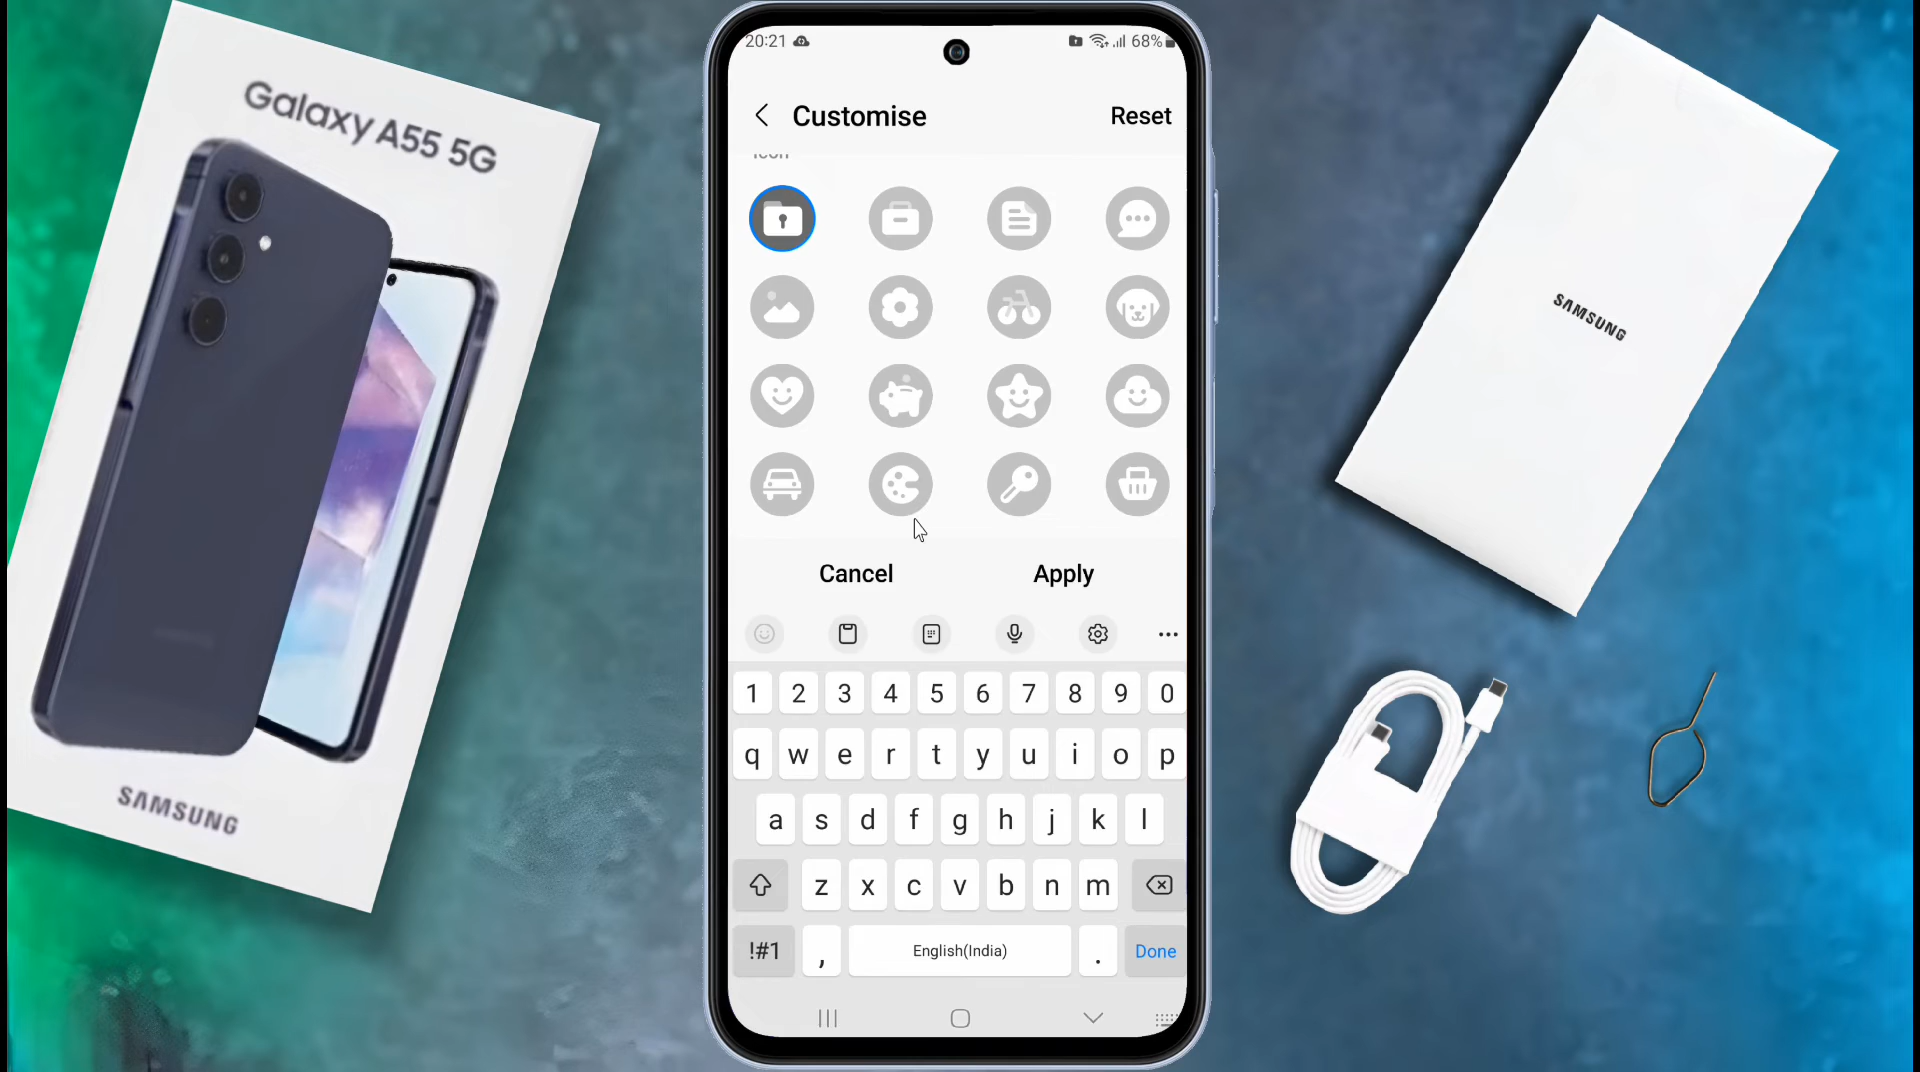 Galaxy A55 5G
SAMSUNG
20:21
68%
Customise
Reset
Icon
Cancel
Apply
1 2 3 4 5 6 7 8 9 0
q w e r t y u i o p
a s d f g h j k l
z x c v b n m
!#1 , English(India) . Done
SAMSUNG